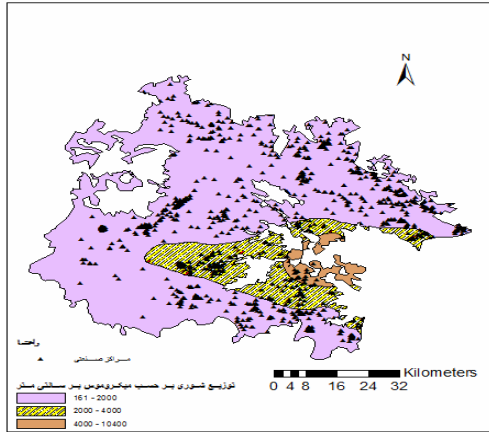 N
راهنما
مراکز صنعتی
توزیع شوری بر حسب میکروموس بر سانتی متر
161 - 2000
2000 - 4000
4000 - 10400
Kilometers
0 4 8 16 24 32